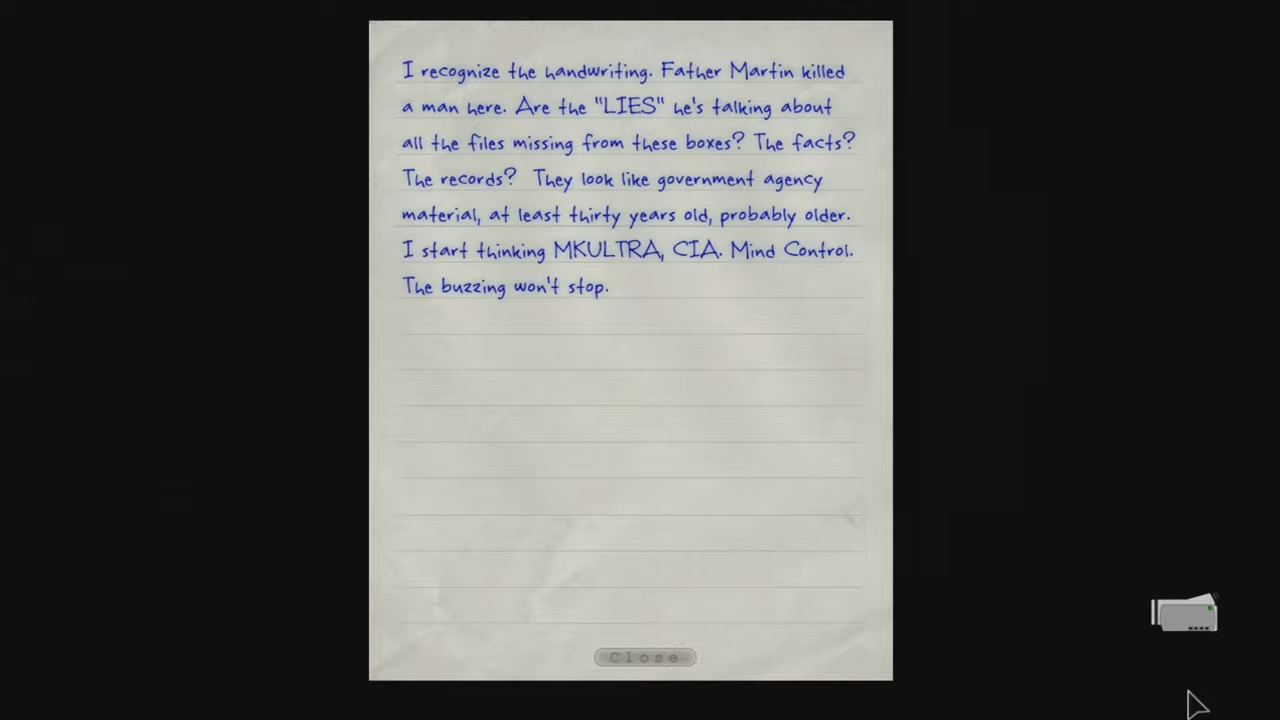 I recognize the handwriting. Father Martin killed
a man here. Are the "LIES" he's talking about
all the files missing from these boxes? The facts?
The records? They look like government agency
material, at least thirty years old, probably older.
I start thinking MKULTRA, CIA. Mind Control.
The buzzing won't stop.
Close